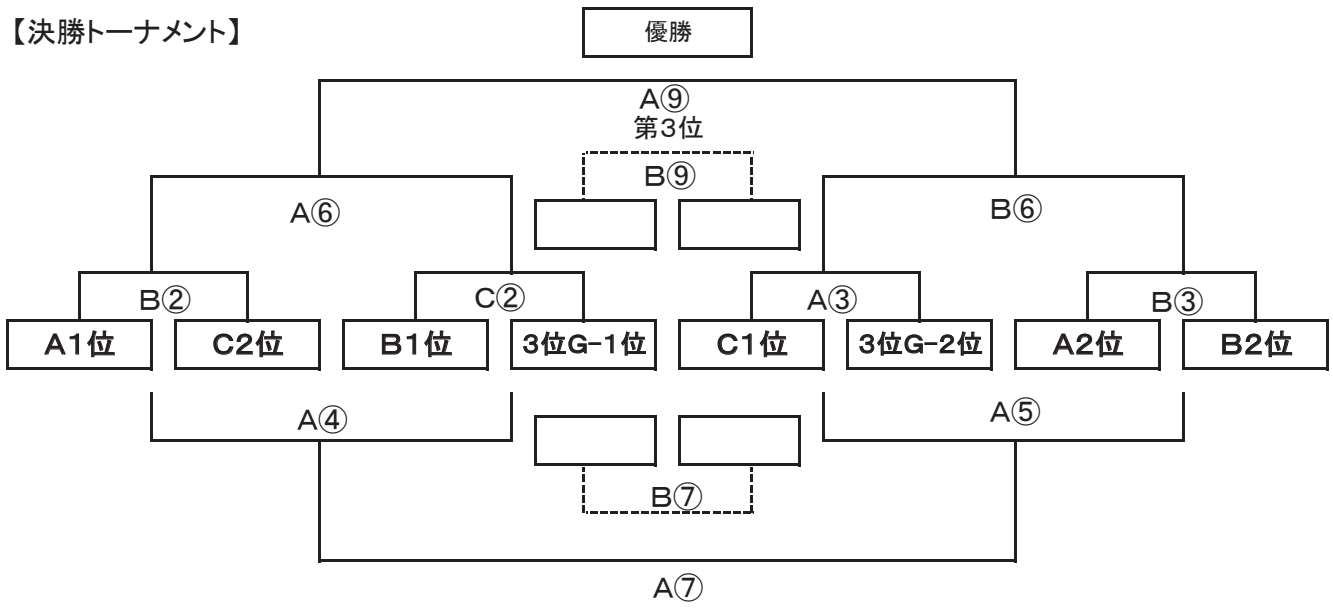 【決勝トーナメント】
優勝
A⑨
第3位
B⑨
A⑥
B⑥
B②
C②
A③
B③
A1位
C2位
B1位
3位G-1位
C1位
3位G-2位
A2位
B2位
A④
A⑤
B⑦
A⑦